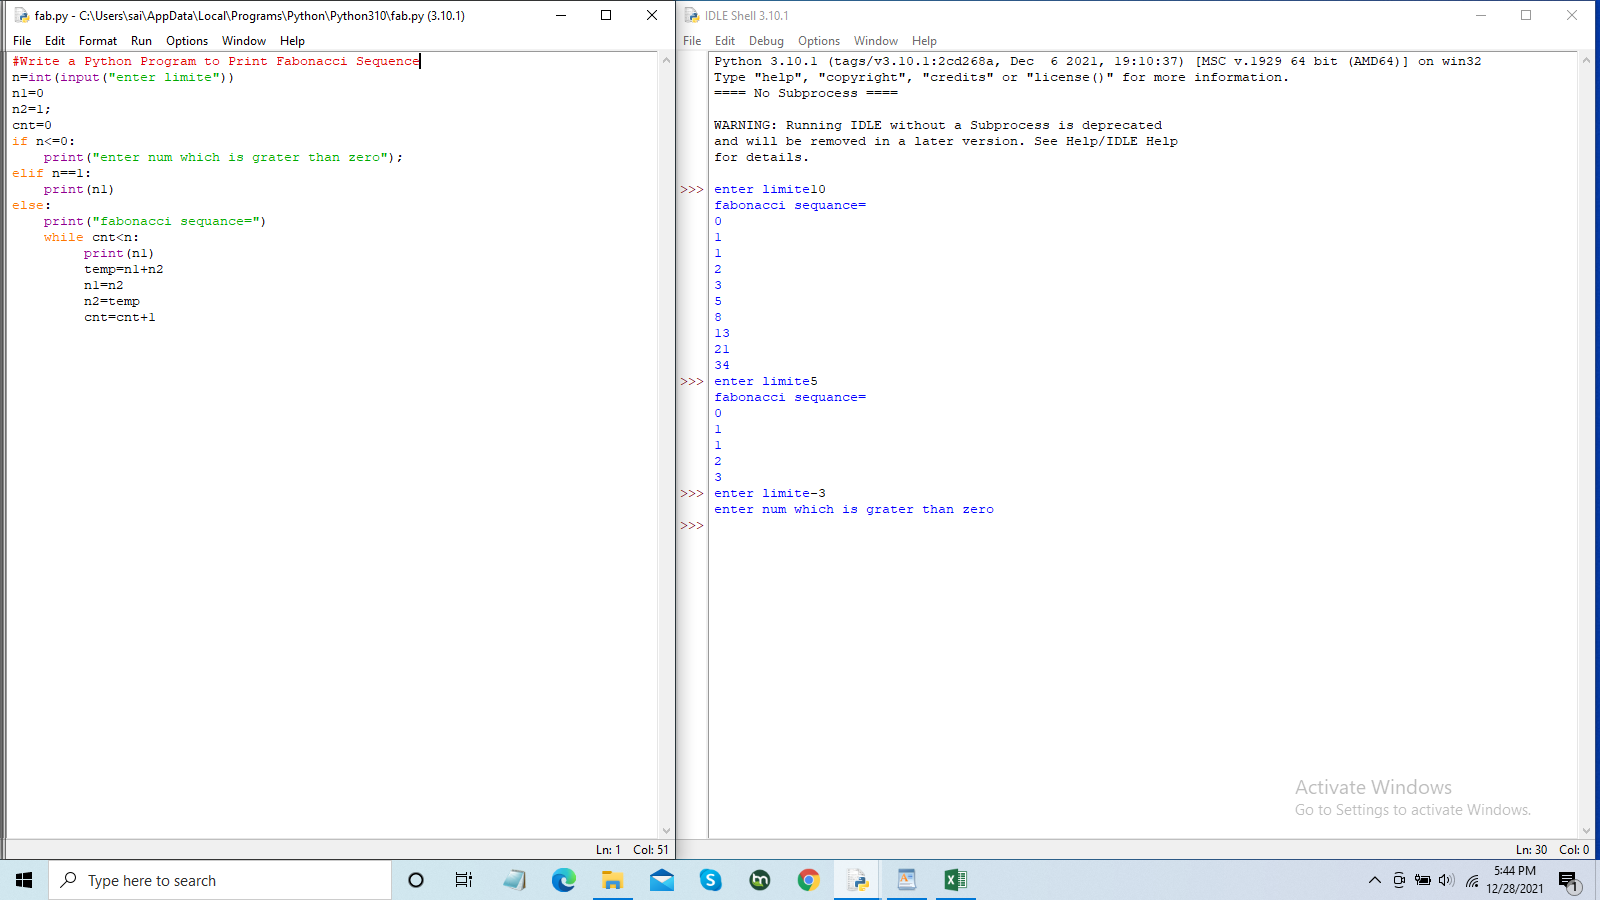 fab.py - C:\Users\sai\AppData\Local\Programs\Python\Python310\fab.py (3.10.1)
File Edit Format Run Options Window Help
#Write a Python Program to Print Fabonacci Sequence
n=int(input("enter limite"))
n1=0
n2=1;
cnt=0
if n<=0:
    print("enter num which is grater than zero");
elif n==1:
    print(n1)
else:
    print("fabonacci sequance=")
    while cnt<n:
         print(n1)
         temp=n1+n2
         n1=n2
         n2=temp
         cnt=cnt+1
Ln: 1 Col: 51
IDLE Shell 3.10.1
File Edit Debug Options Window Help
Python 3.10.1 (tags/v3.10.1:2cd268a, Dec  6 2021, 19:10:37) [MSC v.1929 64 bit (AMD64)] on win32
Type "help", "copyright", "credits" or "license()" for more information.
==== No Subprocess ====
WARNING: Running IDLE without a Subprocess is deprecated
and will be removed in a later version. See Help/IDLE Help
for details.
>>> enter limite10
fabonacci sequance=
0
1
1
2
3
5
8
13
21
34
>>> enter limite5
fabonacci sequance=
0
1
1
2
3
>>> enter limite-3
enter num which is grater than zero
>>>
Activate Windows
Go to Settings to activate Windows.
Ln: 30 Col: 0
Type here to search
5:44 PM
12/28/2021
1